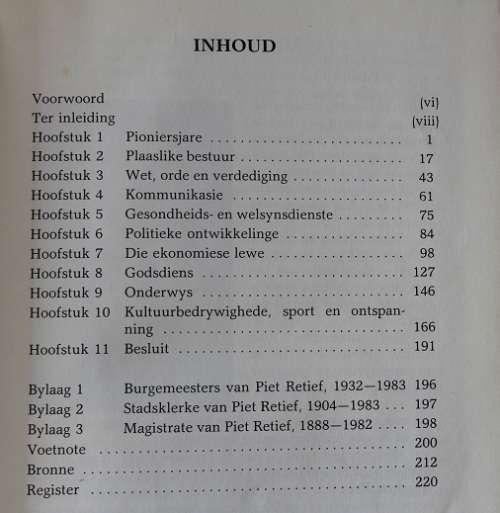 INHOUD
Voorwoord (vi)
Ter inleiding (viii)
Hoofstuk 1 Pioniersjare . . . . . . . . . . . . . . . . . . . . . . . . . 1
Hoofstuk 2 Plaaslike bestuur . . . . . . . . . . . . . . . . . . . . . 17
Hoofstuk 3 Wet, orde en verdediging . . . . . . . . . . . . . . 43
Hoofstuk 4 Kommunikasie . . . . . . . . . . . . . . . . . . . . . . 61
Hoofstuk 5 Gesondheids- en welsynsdienste . . . . . . . . 75
Hoofstuk 6 Politieke ontwikkelinge . . . . . . . . . . . . . . . 84
Hoofstuk 7 Die ekonomiese lewe . . . . . . . . . . . . . . . . . 98
Hoofstuk 8 Godsdiens . . . . . . . . . . . . . . . . . . . . . . . . . 127
Hoofstuk 9 Onderwys . . . . . . . . . . . . . . . . . . . . . . . . . 146
Hoofstuk 10 Kultuurbedrywighede, sport en ontspan-
ning . . . . . . . . . . . . . . . . . . . . . . . . . . . . . 166
Hoofstuk 11 Besluit . . . . . . . . . . . . . . . . . . . . . . . . . . . 191
Bylaag 1 Burgemeesters van Piet Retief, 1932—1983 196
Bylaag 2 Stadsklerke van Piet Retief, 1904—1983 . . . 197
Bylaag 3 Magistrate van Piet Retief, 1888—1982 . . . . 198
Voetnote . . . . . . . . . . . . . . . . . . . . . . . . . . . . . . . . . . . . 200
Bronne . . . . . . . . . . . . . . . . . . . . . . . . . . . . . . . . . . . . . . 212
Register . . . . . . . . . . . . . . . . . . . . . . . . . . . . . . . . . . . . . 220